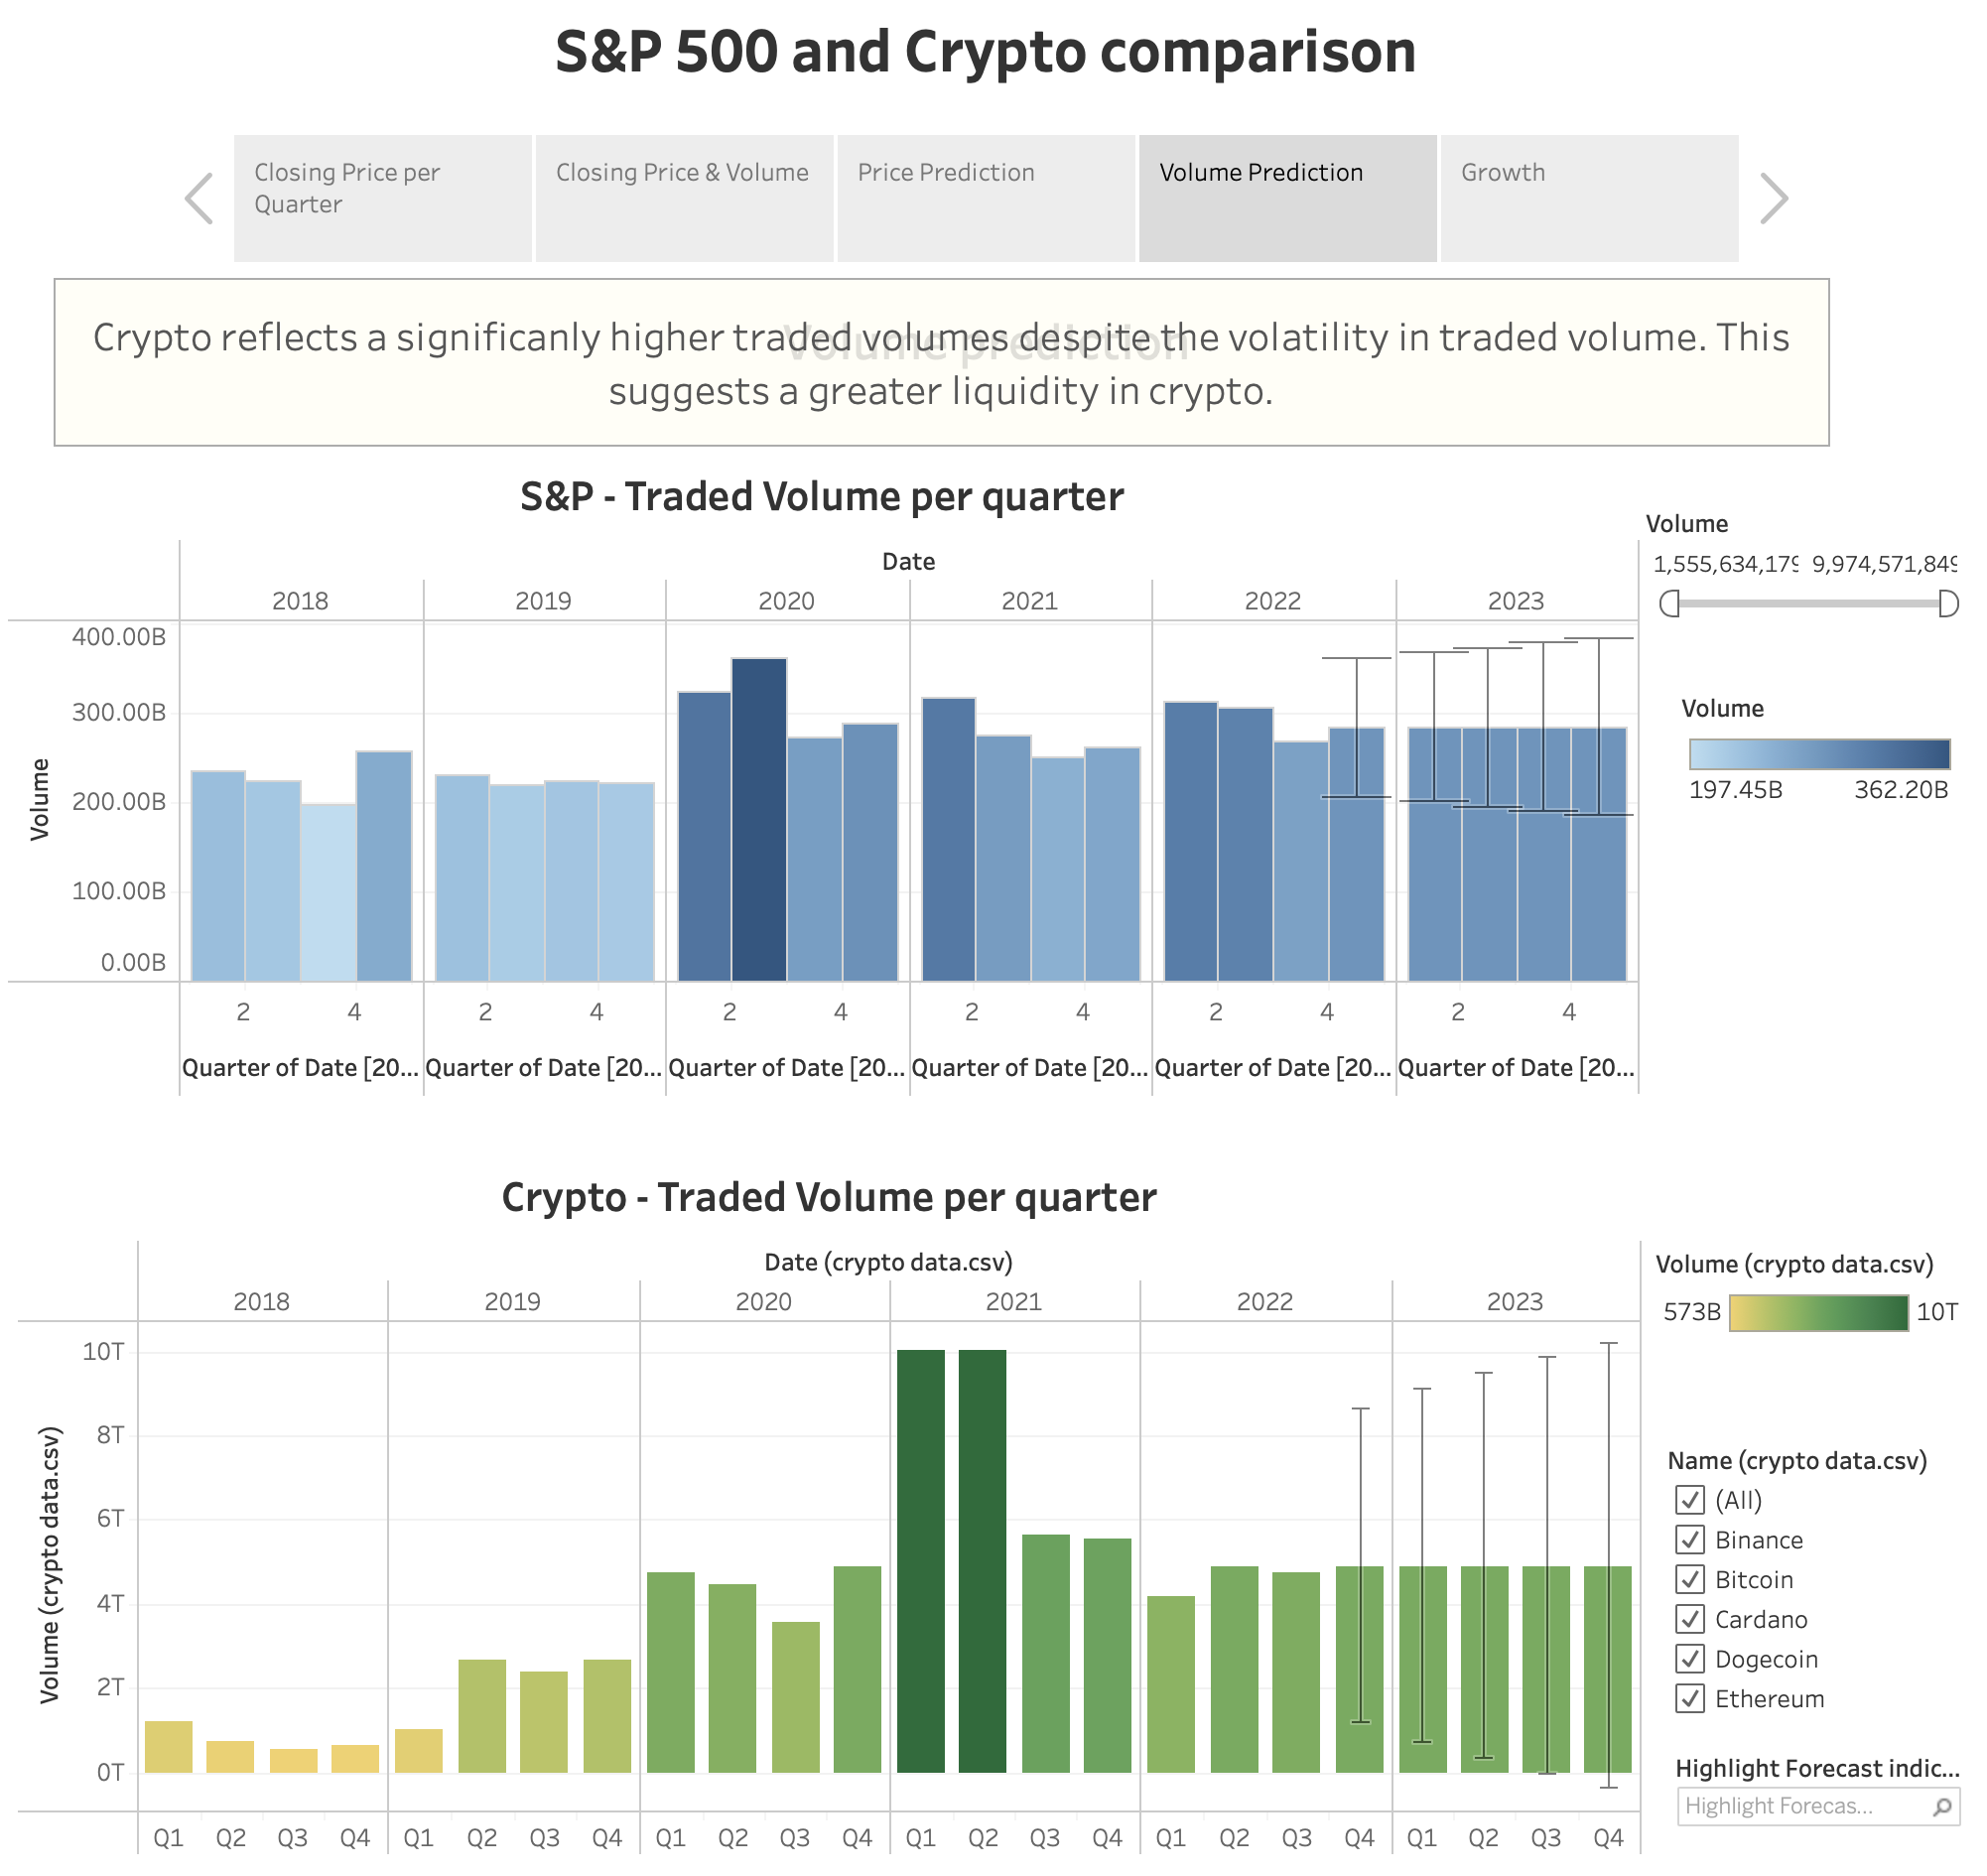 S&P 500 and Crypto comparison
Closing Price per
Quarter
Closing Price & Volume
Price Prediction
Volume Prediction
Growth
Volume prediction
Crypto reflects a significanly higher traded volumes despite the volatility in traded volume. This
suggests a greater liquidity in crypto.
S&P - Traded Volume per quarter
Volume
1,555,634,179 9,974,571,849
Date
2018 2019 2020 2021 2022 2023
400.00B
300.00B
200.00B
100.00B
0.00B
Volume
Volume
197.45B 362.20B
2 4 2 4 2 4 2 4 2 4 2 4
Quarter of Date [20... Quarter of Date [20... Quarter of Date [20... Quarter of Date [20... Quarter of Date [20... Quarter of Date [20...
Crypto - Traded Volume per quarter
Date (crypto data.csv)
2018 2019 2020 2021 2022 2023
10T
8T
6T
4T
2T
0T
Volume (crypto data.csv)
Q1 Q2 Q3 Q4 Q1 Q2 Q3 Q4 Q1 Q2 Q3 Q4 Q1 Q2 Q3 Q4 Q1 Q2 Q3 Q4 Q1 Q2 Q3 Q4
Volume (crypto data.csv)
573B 10T
Name (crypto data.csv)
(All)
Binance
Bitcoin
Cardano
Dogecoin
Ethereum
Highlight Forecast indic...
Highlight Forecas...